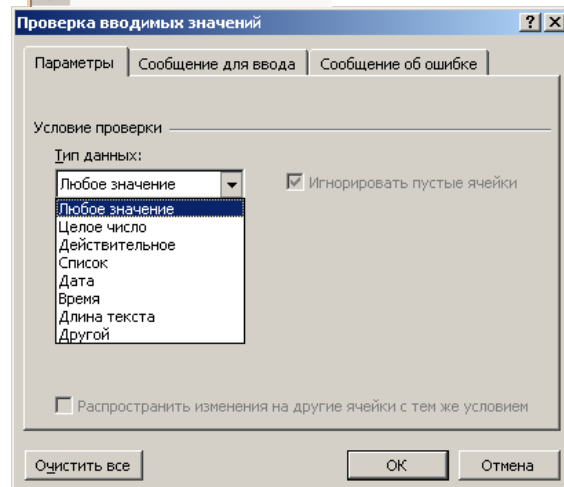 Проверка вводимых значений
Параметры Сообщение для ввода Сообщение об ошибке
Условие проверки
Тип данных:
Любое значение Игнорировать пустые ячейки
Любое значение
Целое число
Действительное
Список
Дата
Время
Длина текста
Другой
Распространить изменения на другие ячейки с тем же условием
Очистить все ОК Отмена